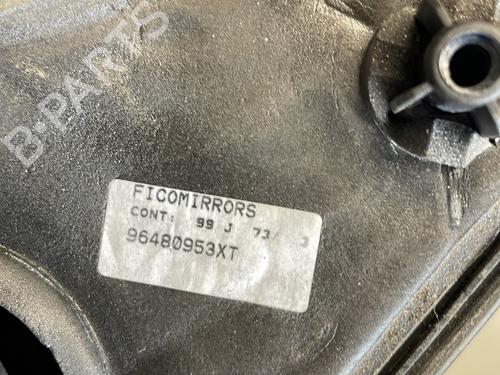 B-PARTS
FICOMIRRORS
CONT: 99 J 73/ J
96480953XT